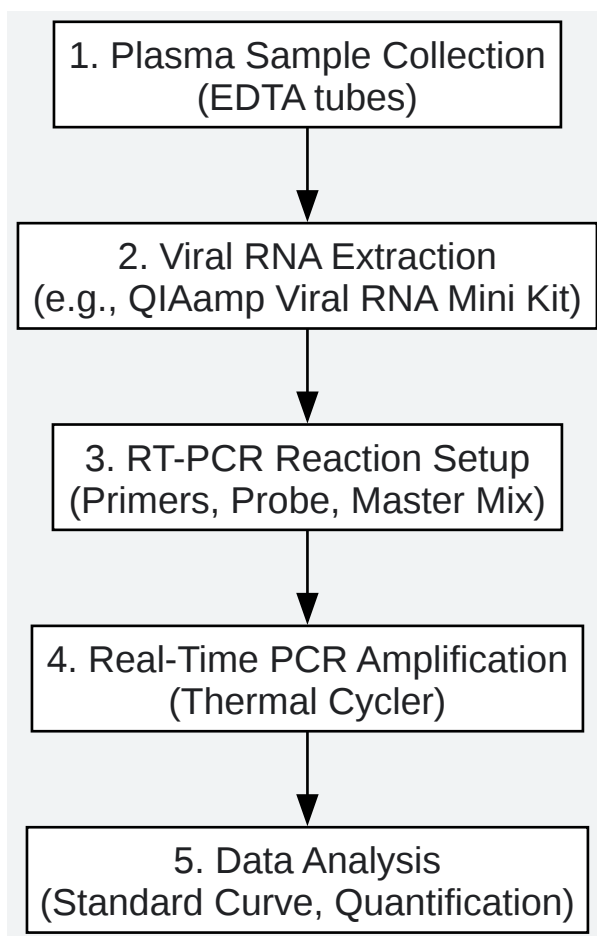 1. Plasma Sample Collection
(EDTA tubes)
2. Viral RNA Extraction
(e.g., QIAamp Viral RNA Mini Kit)
3. RT-PCR Reaction Setup
(Primers, Probe, Master Mix)
4. Real-Time PCR Amplification
(Thermal Cycler)
5. Data Analysis
(Standard Curve, Quantification)